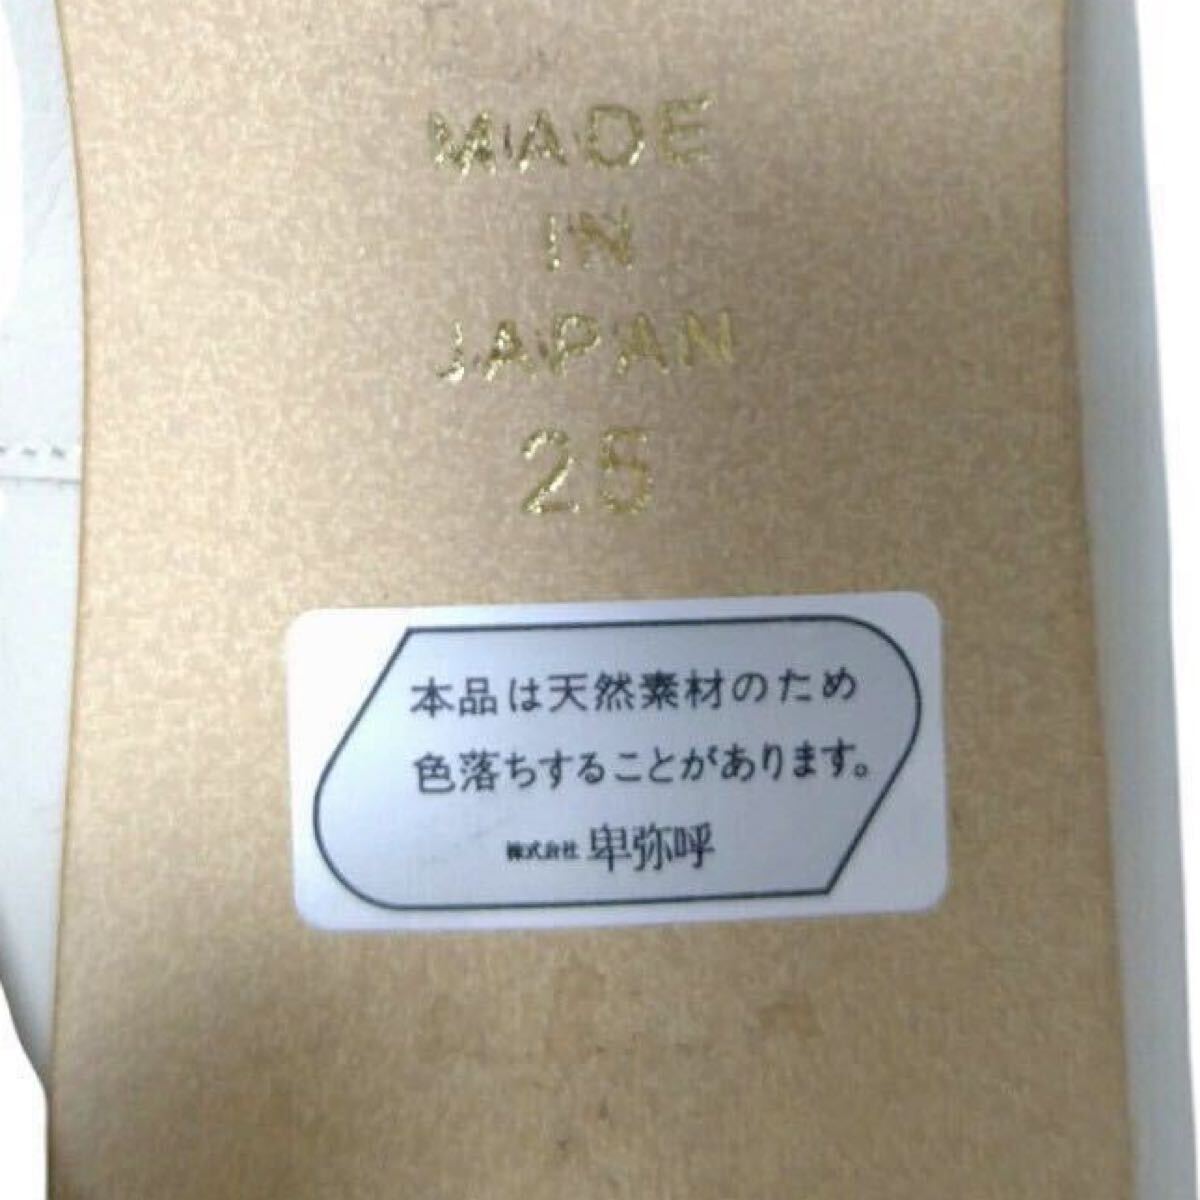 MADE
IN
JAPAN
25
本品は天然素材のため
色落ちすることがあります。
株式会社 卑弥呼